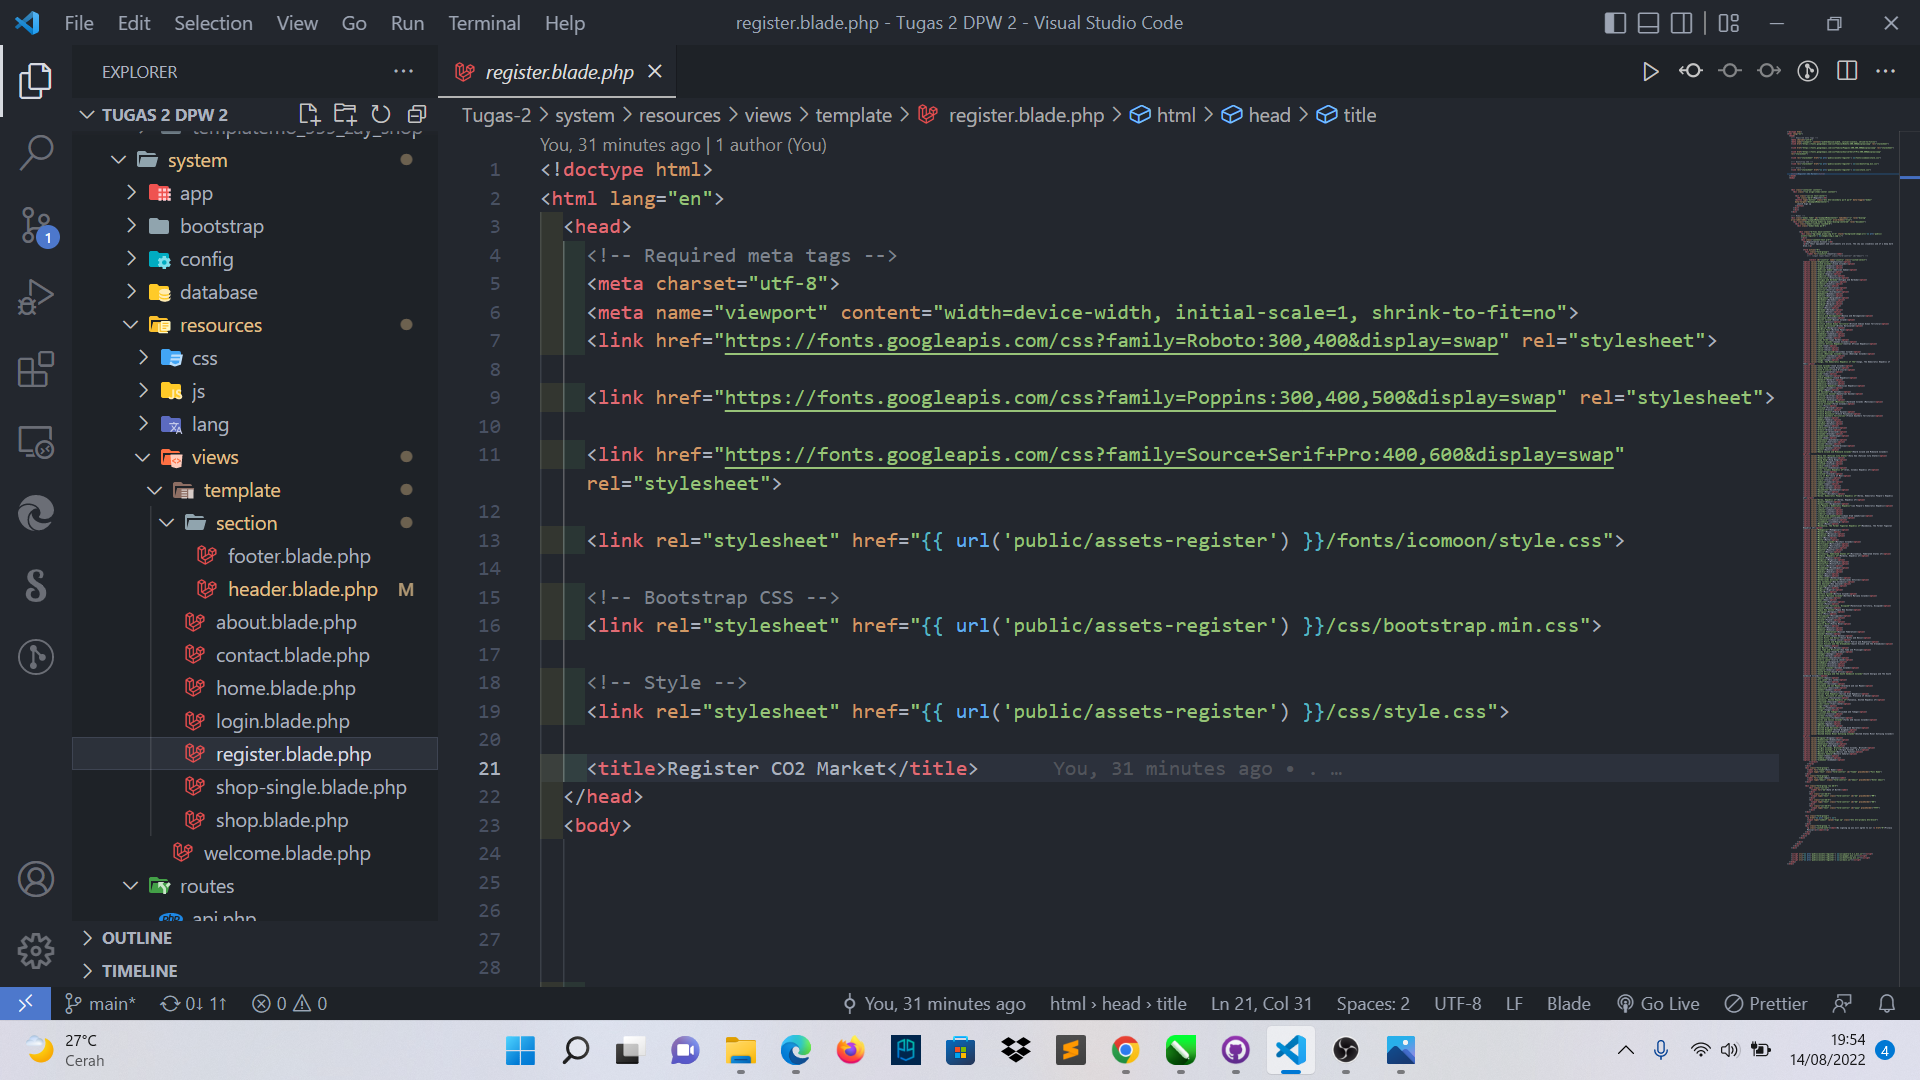 File Edit Selection View Go Run Terminal Help
register.blade.php - Tugas 2 DPW 2 - Visual Studio Code
EXPLORER
register.blade.php
TUGAS 2 DPW 2
Tugas-2 > system > resources > views > template > register.blade.php > html > head > title
system
app
bootstrap
config
database
resources
css
js
lang
views
template
section
footer.blade.php
header.blade.php M
about.blade.php
contact.blade.php
home.blade.php
login.blade.php
register.blade.php
shop-single.blade.php
shop.blade.php
welcome.blade.php
routes
api.php
OUTLINE
TIMELINE
You, 31 minutes ago | 1 author (You)
1 <!doctype html>
2 <html lang="en">
3 <head>
4 <!-- Required meta tags -->
5 <meta charset="utf-8">
6 <meta name="viewport" content="width=device-width, initial-scale=1, shrink-to-fit=no">
7 <link href="https://fonts.googleapis.com/css?family=Roboto:300,400&display=swap" rel="stylesheet">
8
9 <link href="https://fonts.googleapis.com/css?family=Poppins:300,400,500&display=swap" rel="stylesheet">
10
11 <link href="https://fonts.googleapis.com/css?family=Source+Serif+Pro:400,600&display=swap"
rel="stylesheet">
12
13 <link rel="stylesheet" href="{{ url('public/assets-register') }}/fonts/icomoon/style.css">
14
15 <!-- Bootstrap CSS -->
16 <link rel="stylesheet" href="{{ url('public/assets-register') }}/css/bootstrap.min.css">
17
18 <!-- Style -->
19 <link rel="stylesheet" href="{{ url('public/assets-register') }}/css/style.css">
20
21 <title>Register CO2 Market</title> You, 31 minutes ago • . …
22 </head>
23 <body>
24
25
26
27
28
1
main* 0↓ 1↑ 0 0
You, 31 minutes ago html › head › title Ln 21, Col 31 Spaces: 2 UTF-8 LF Blade Go Live Prettier
27°C
Cerah
19:54
14/08/2022
4